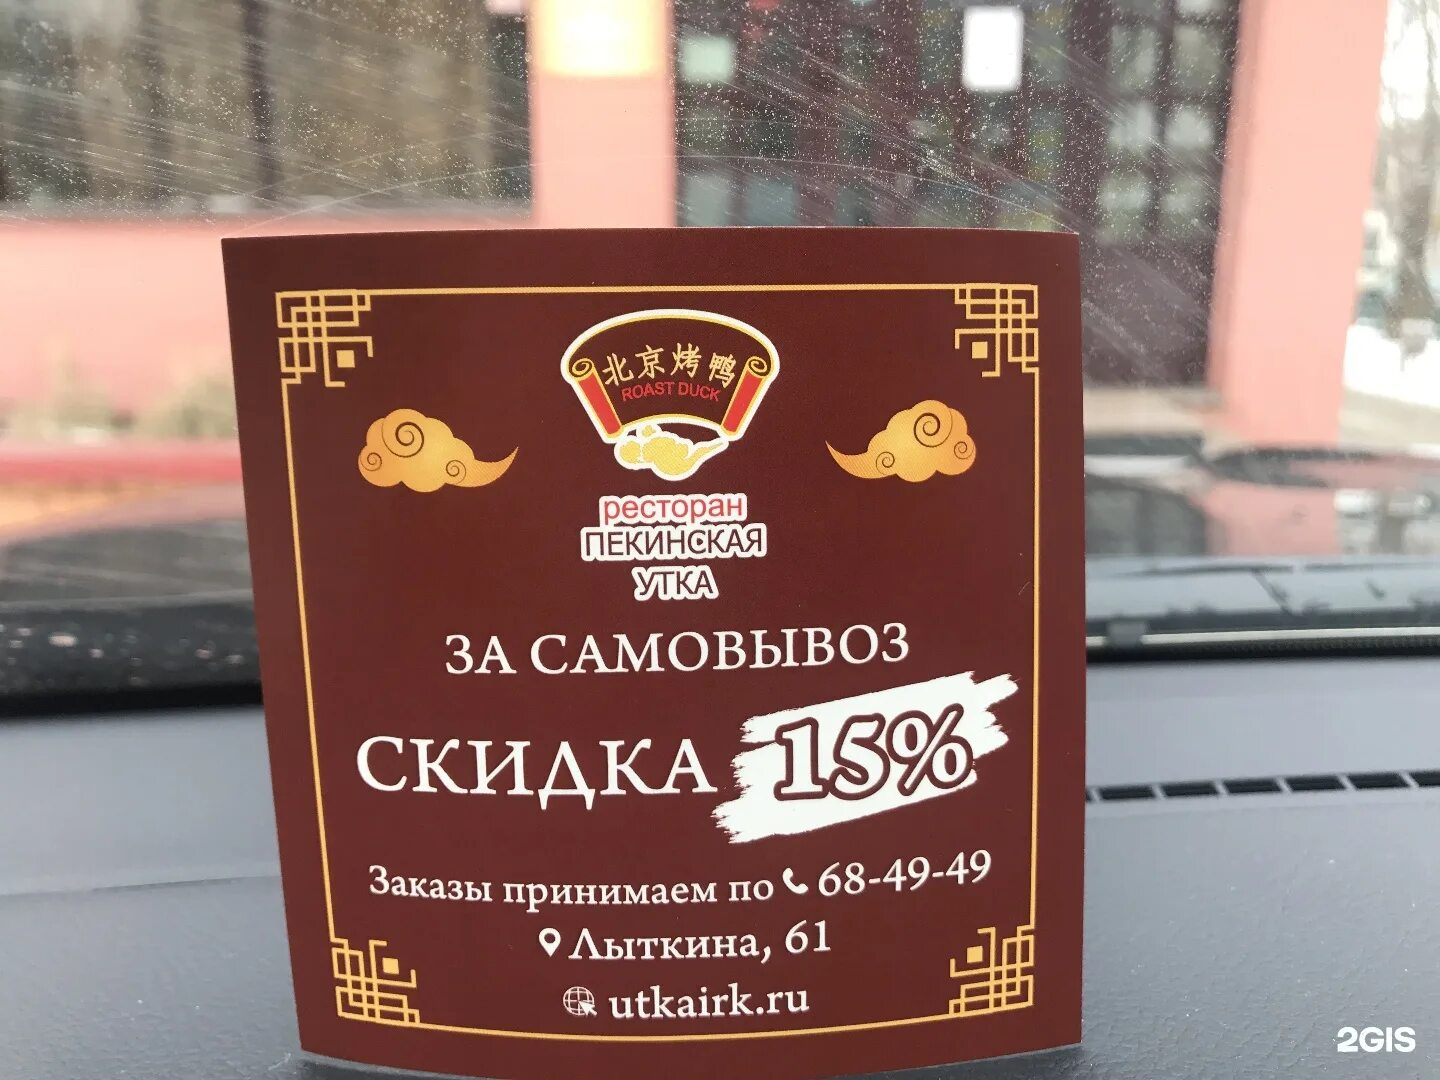 北京烤鸭
ROAST DUCK
ресторан
ПЕКИНСКАЯ
УТКА
ЗА САМОВЫВОЗ
СКИДКА 15%
Заказы принимаем по 68-49-49
Лыткина, 61
utkairk.ru
2GIS